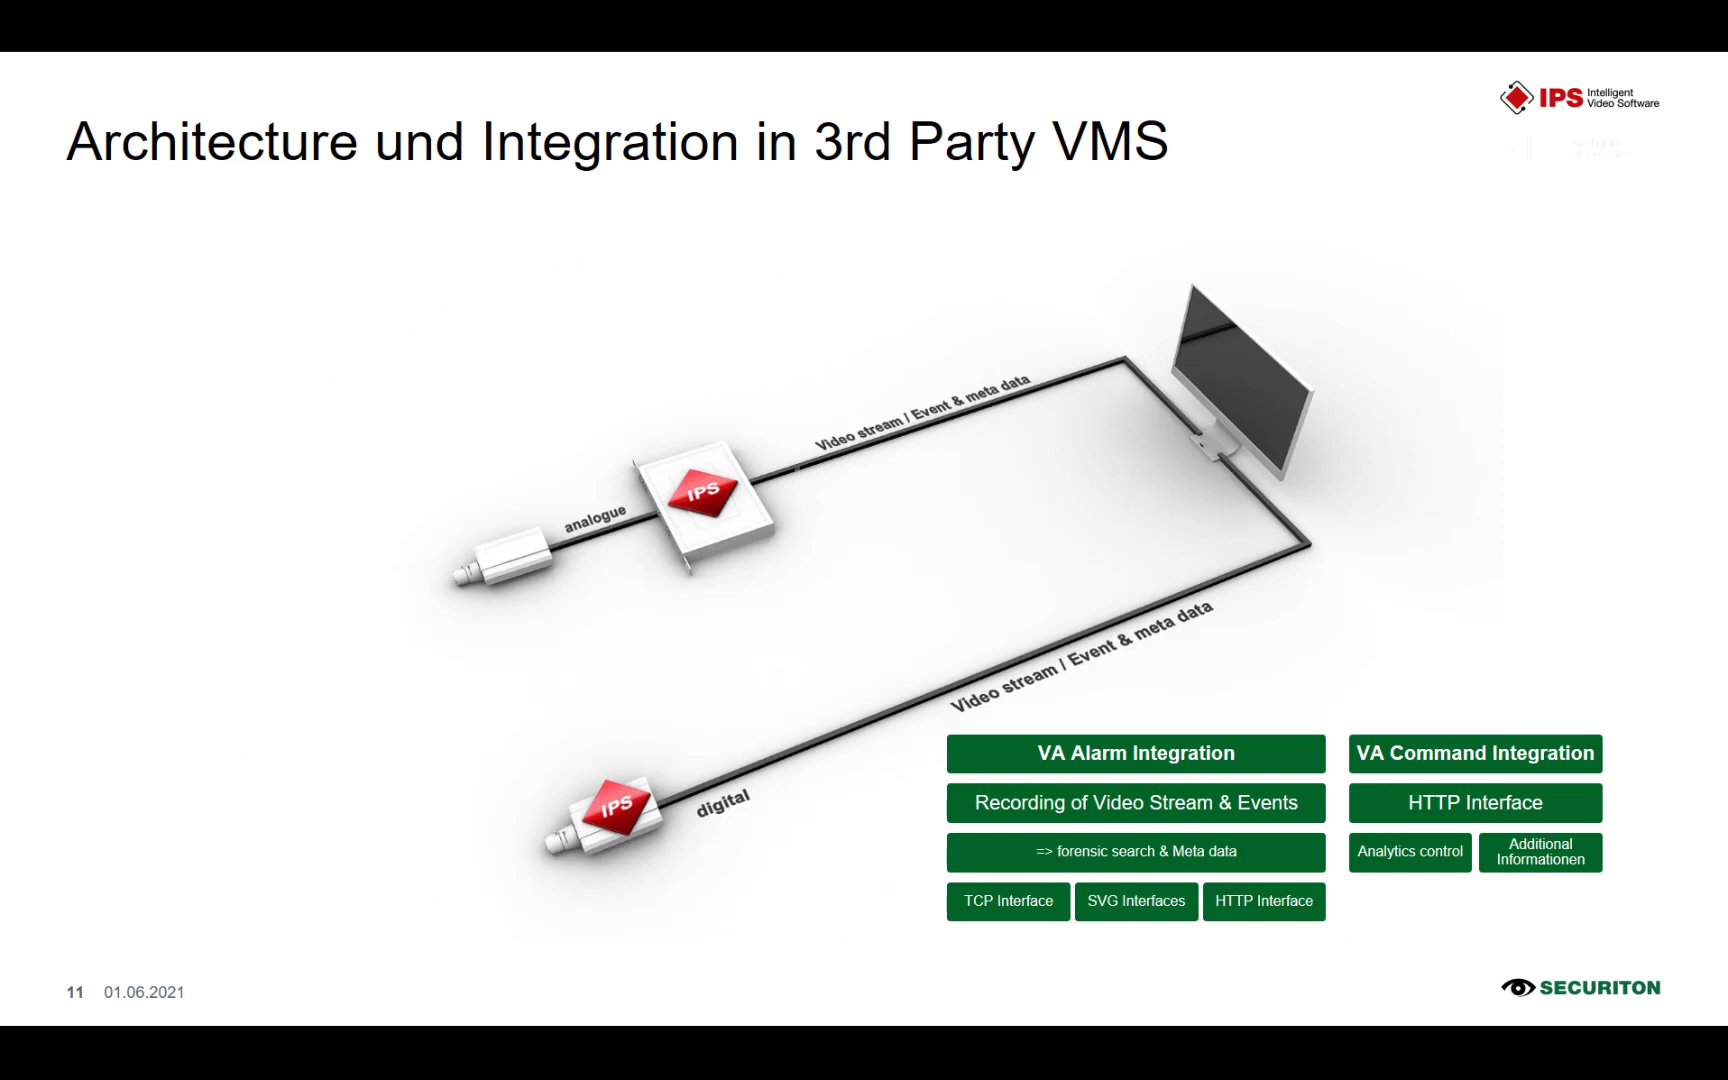 IPS Intelligent
Video Software
Architecture und Integration in 3rd Party VMS
Video stream / Event & meta data
IPS
analogue
Video stream / Event & meta data
IPS
digital
VA Alarm Integration
Recording of Video Stream & Events
=> forensic search & Meta data
TCP Interface
SVG Interfaces
HTTP Interface
VA Command Integration
HTTP Interface
Analytics control
Additional
Informationen
11 01.06.2021
SECURITON